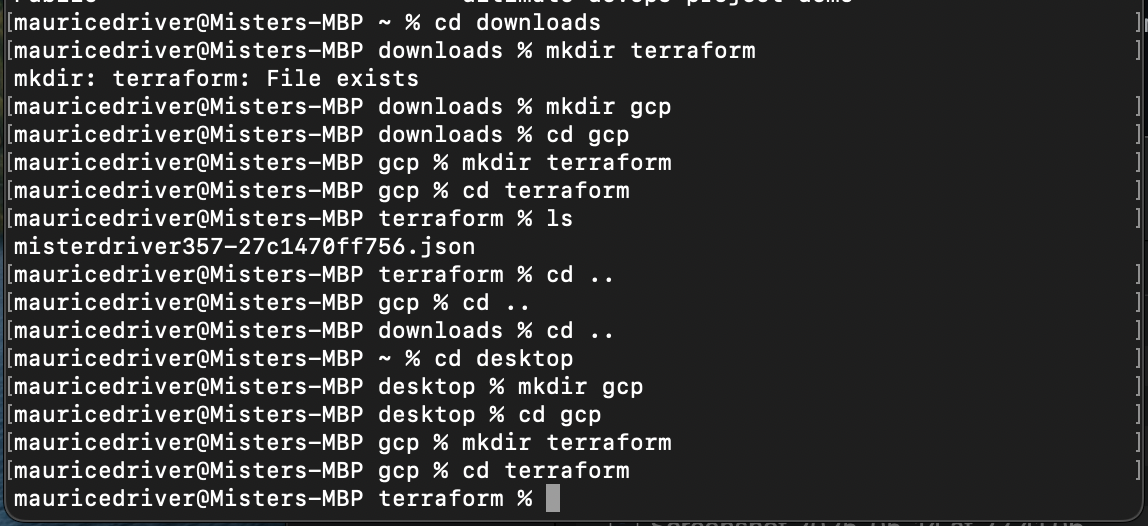 [mauricedriver@Misters-MBP ~ % cd downloads ]
[mauricedriver@Misters-MBP downloads % mkdir terraform ]
mkdir: terraform: File exists
[mauricedriver@Misters-MBP downloads % mkdir gcp ]
[mauricedriver@Misters-MBP downloads % cd gcp ]
[mauricedriver@Misters-MBP gcp % mkdir terraform ]
[mauricedriver@Misters-MBP gcp % cd terraform ]
[mauricedriver@Misters-MBP terraform % ls ]
misterdriver357-27c1470ff756.json
[mauricedriver@Misters-MBP terraform % cd .. ]
[mauricedriver@Misters-MBP gcp % cd .. ]
[mauricedriver@Misters-MBP downloads % cd .. ]
[mauricedriver@Misters-MBP ~ % cd desktop ]
[mauricedriver@Misters-MBP desktop % mkdir gcp ]
[mauricedriver@Misters-MBP desktop % cd gcp ]
[mauricedriver@Misters-MBP gcp % mkdir terraform ]
[mauricedriver@Misters-MBP gcp % cd terraform ]
mauricedriver@Misters-MBP terraform %